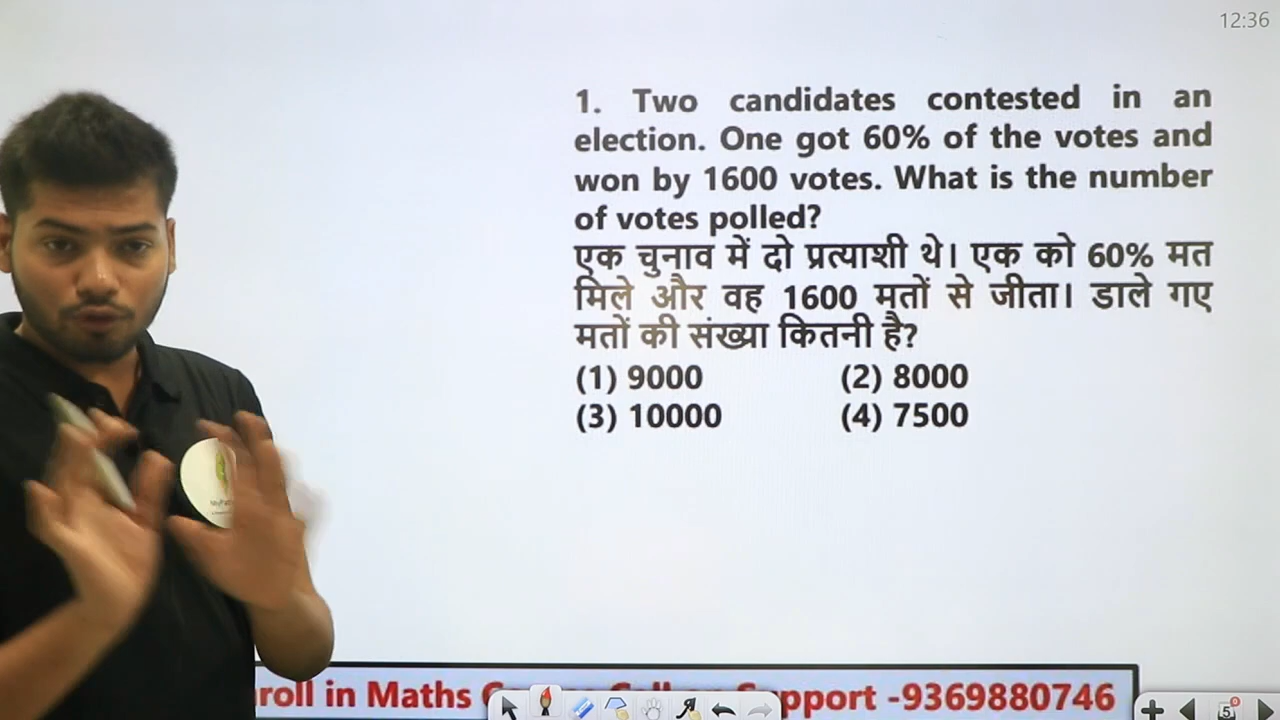 12:36
1. Two candidates contested in an
election. One got 60% of the votes and
won by 1600 votes. What is the number
of votes polled?
एक चुनाव में दो प्रत्याशी थे। एक को 60% मत
मिले और वह 1600 मतों से जीता। डाले गए
मतों की संख्या कितनी है?
(1) 9000 (2) 8000
(3) 10000 (4) 7500
roll in Maths pport -9369880746
5